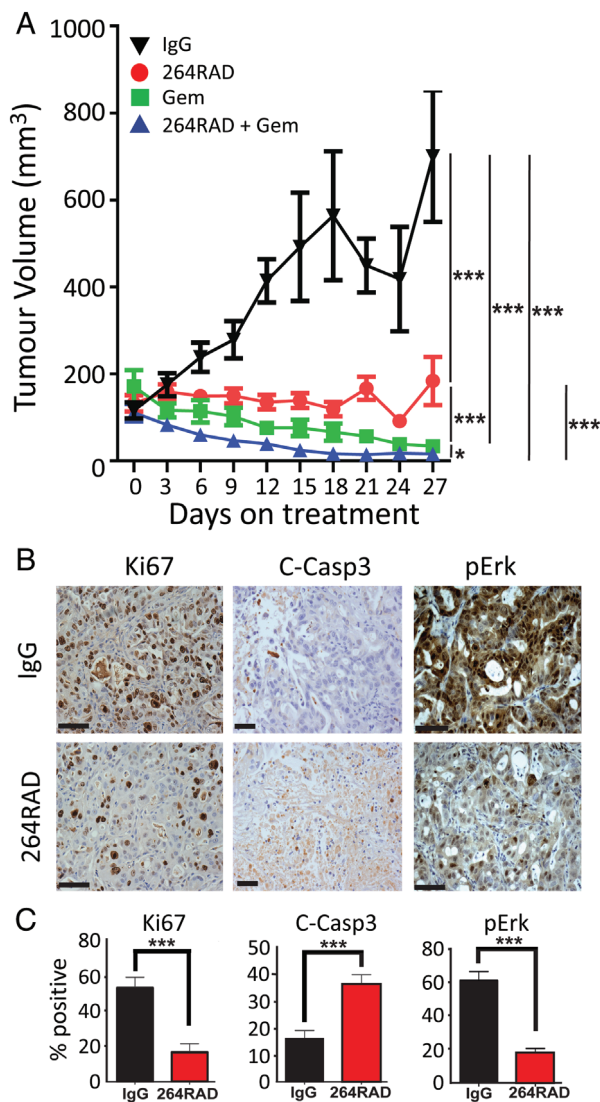 A
1000
800
600
400
200
0
Tumour Volume (mm³)
IgG
264RAD
Gem
264RAD + Gem
***
***
***
***
***
*
0 3 6 9 12 15 18 21 24 27
Days on treatment
B
Ki67 C-Casp3 pErk
IgG
264RAD
C
Ki67 C-Casp3 pErk
% positive
80
60
40
20
0
***
IgG 264RAD
50
40
30
20
10
0
***
IgG 264RAD
80
60
40
20
0
***
IgG 264RAD